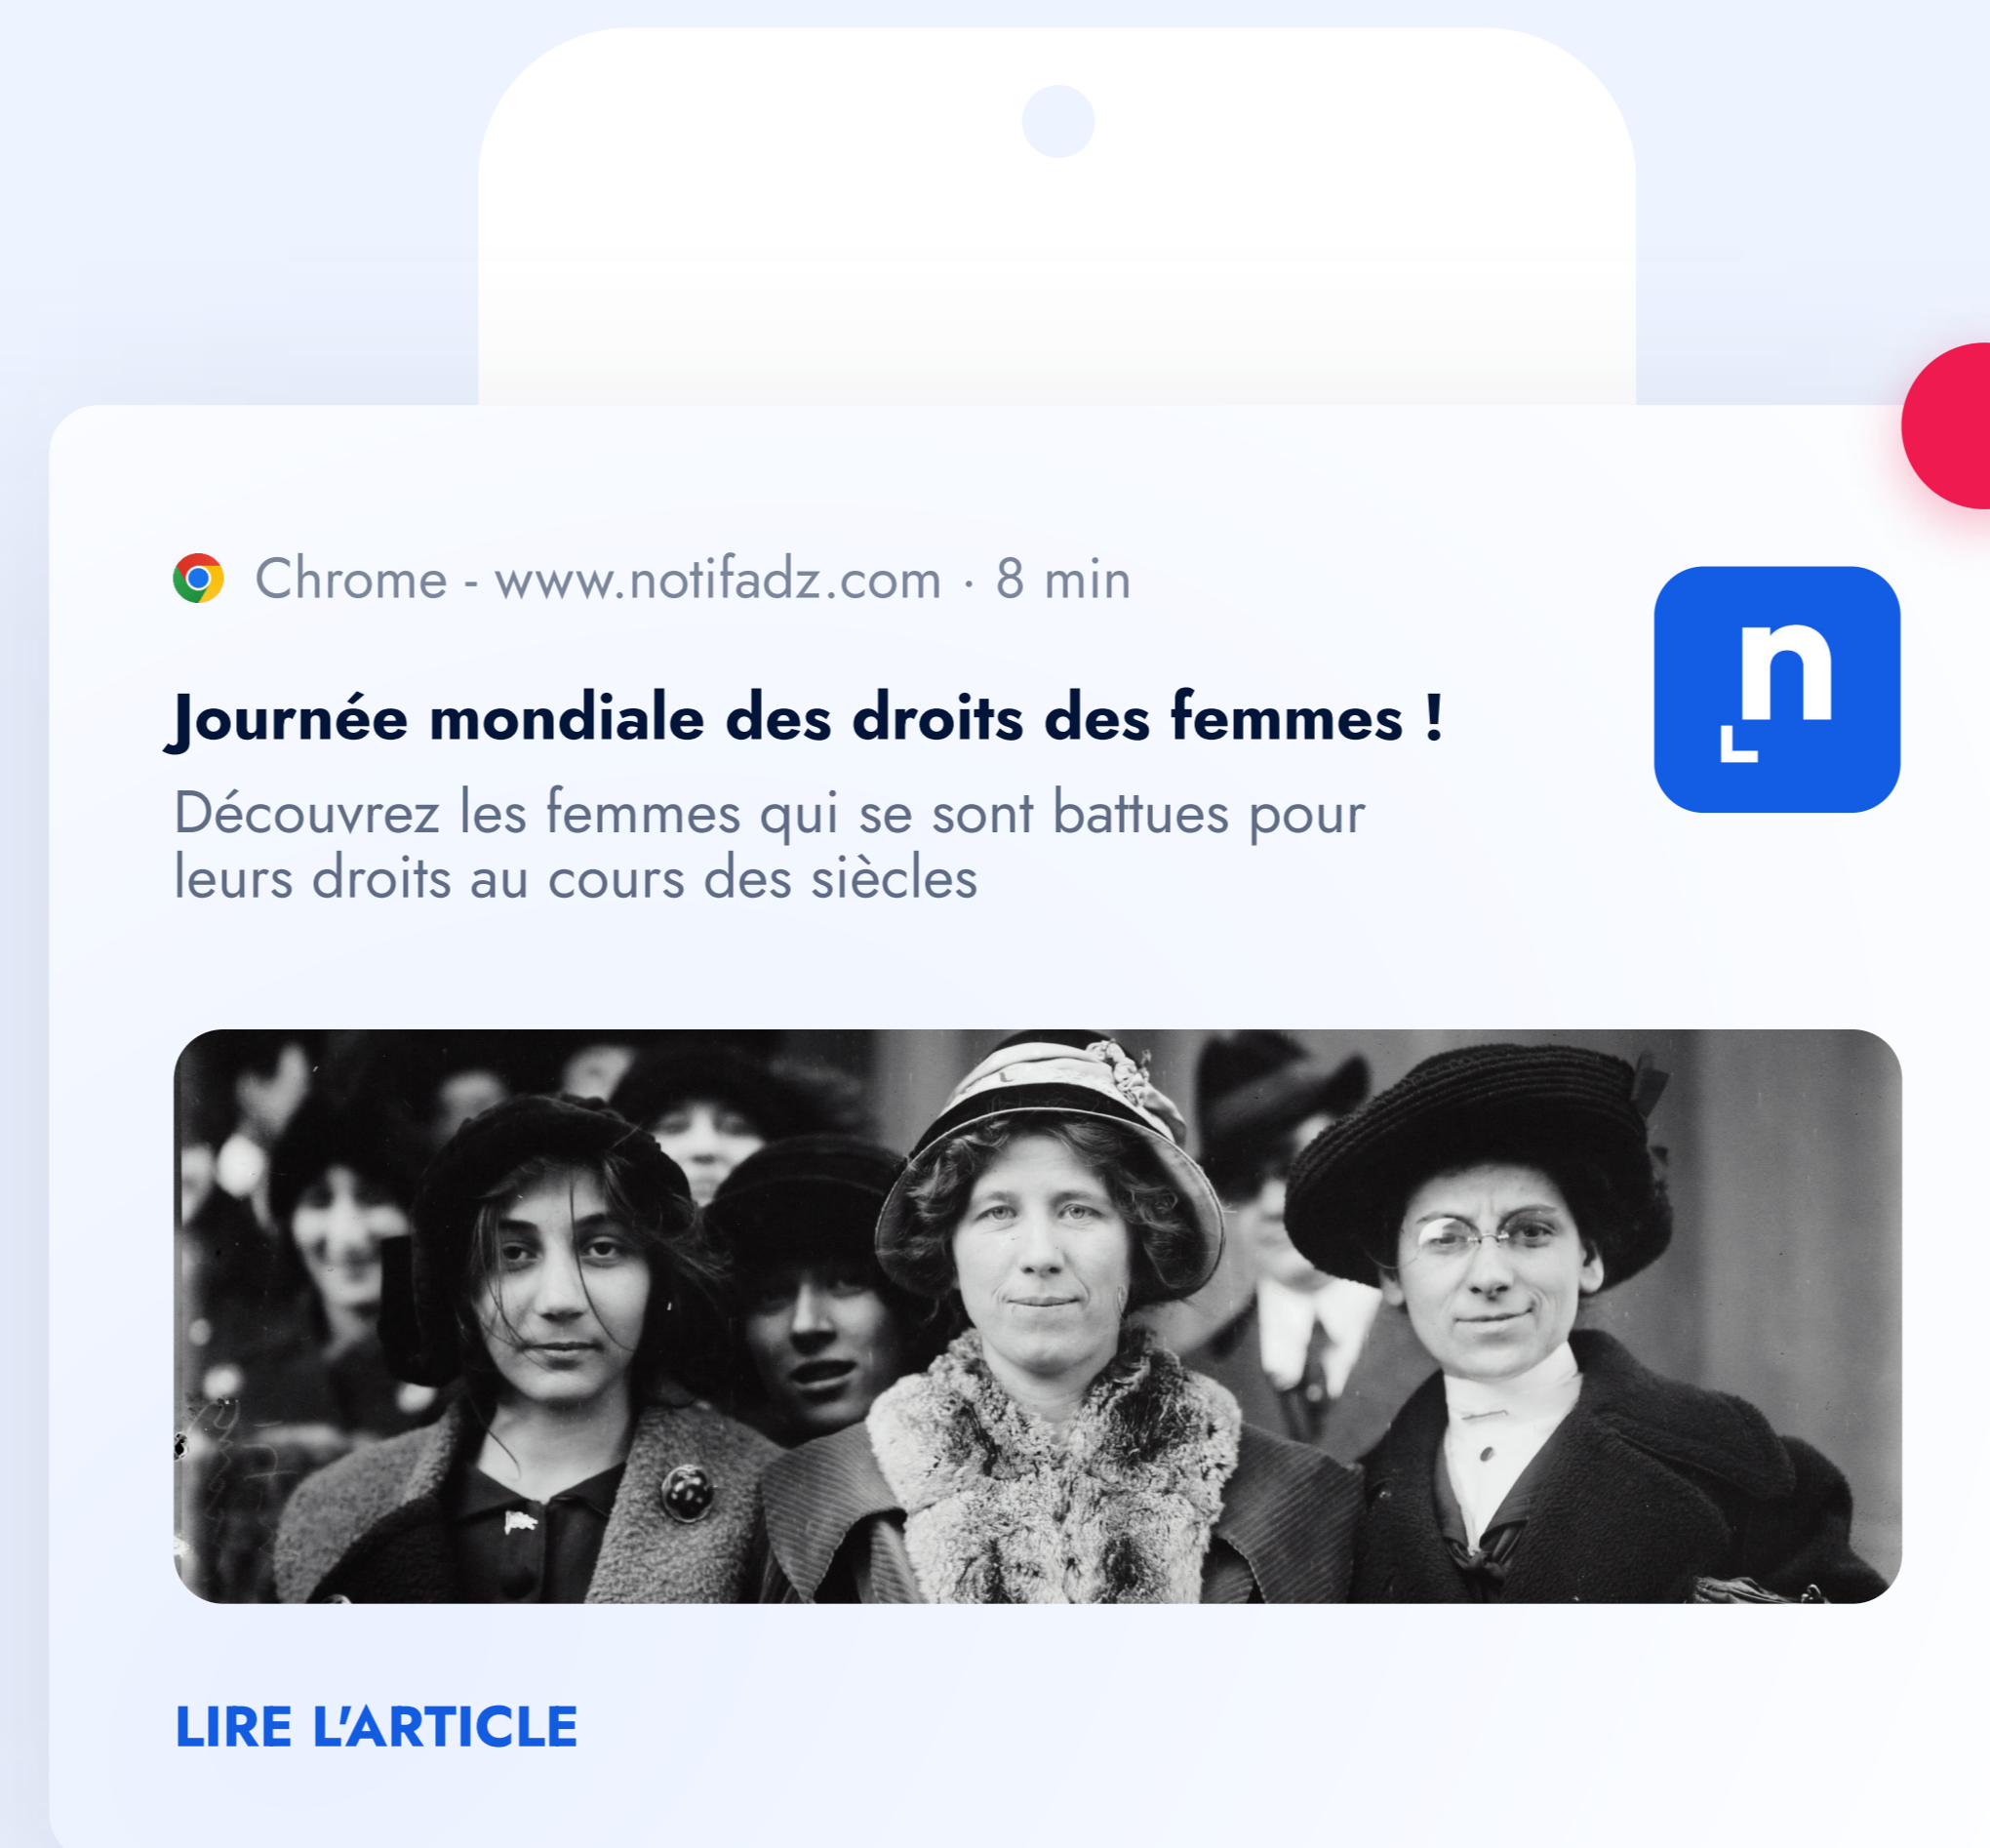 Chrome - www.notifadz.com · 8 min
n
Journée mondiale des droits des femmes !
Découvrez les femmes qui se sont battues pour
leurs droits au cours des siècles
LIRE L'ARTICLE